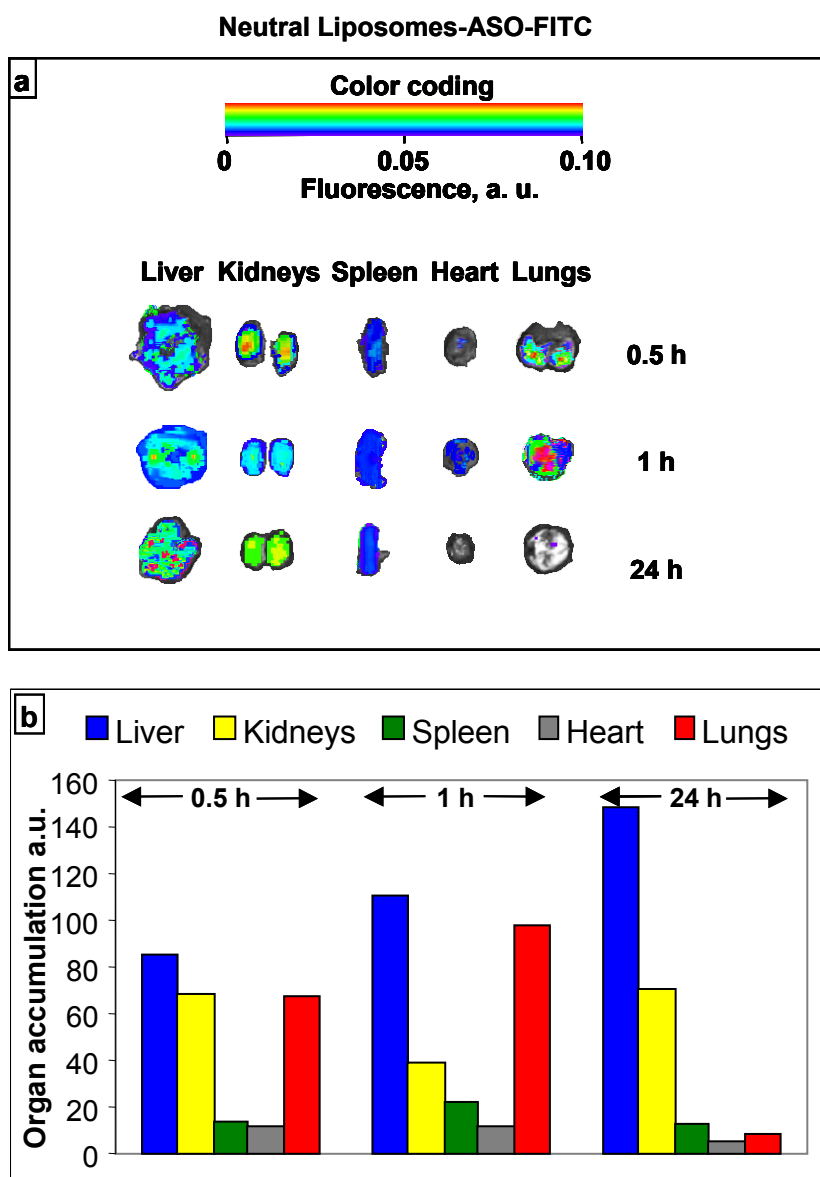 Neutral Liposomes-ASO-FITC
a
Color coding
0 0.05 0.10
Fluorescence, a. u.
Liver Kidneys Spleen Heart Lungs
0.5 h
1 h
24 h
b
Liver Kidneys Spleen Heart Lungs
0.5 h 1 h 24 h
Organ accumulation a.u.
160
140
120
100
80
60
40
20
0